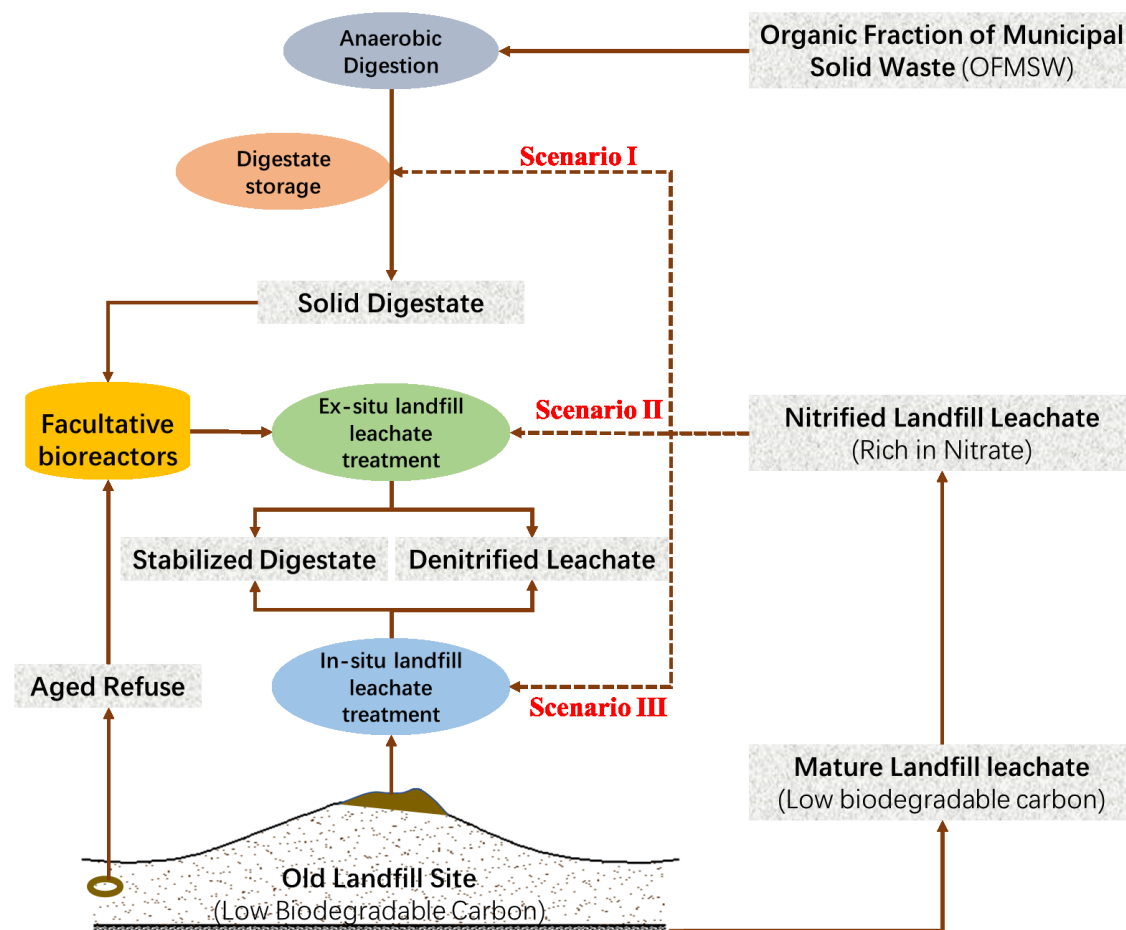 Anaerobic
Digestion
Organic Fraction of Municipal
Solid Waste (OFMSW)
Digestate
storage
Scenario I
Solid Digestate
Facultative
bioreactors
Ex-situ landfill
leachate
treatment
Scenario II
Nitrified Landfill Leachate
(Rich in Nitrate)
Stabilized Digestate
Denitrified Leachate
Aged Refuse
In-situ landfill
leachate
treatment
Scenario III
Mature Landfill leachate
(Low biodegradable carbon)
Old Landfill Site
(Low Biodegradable Carbon)